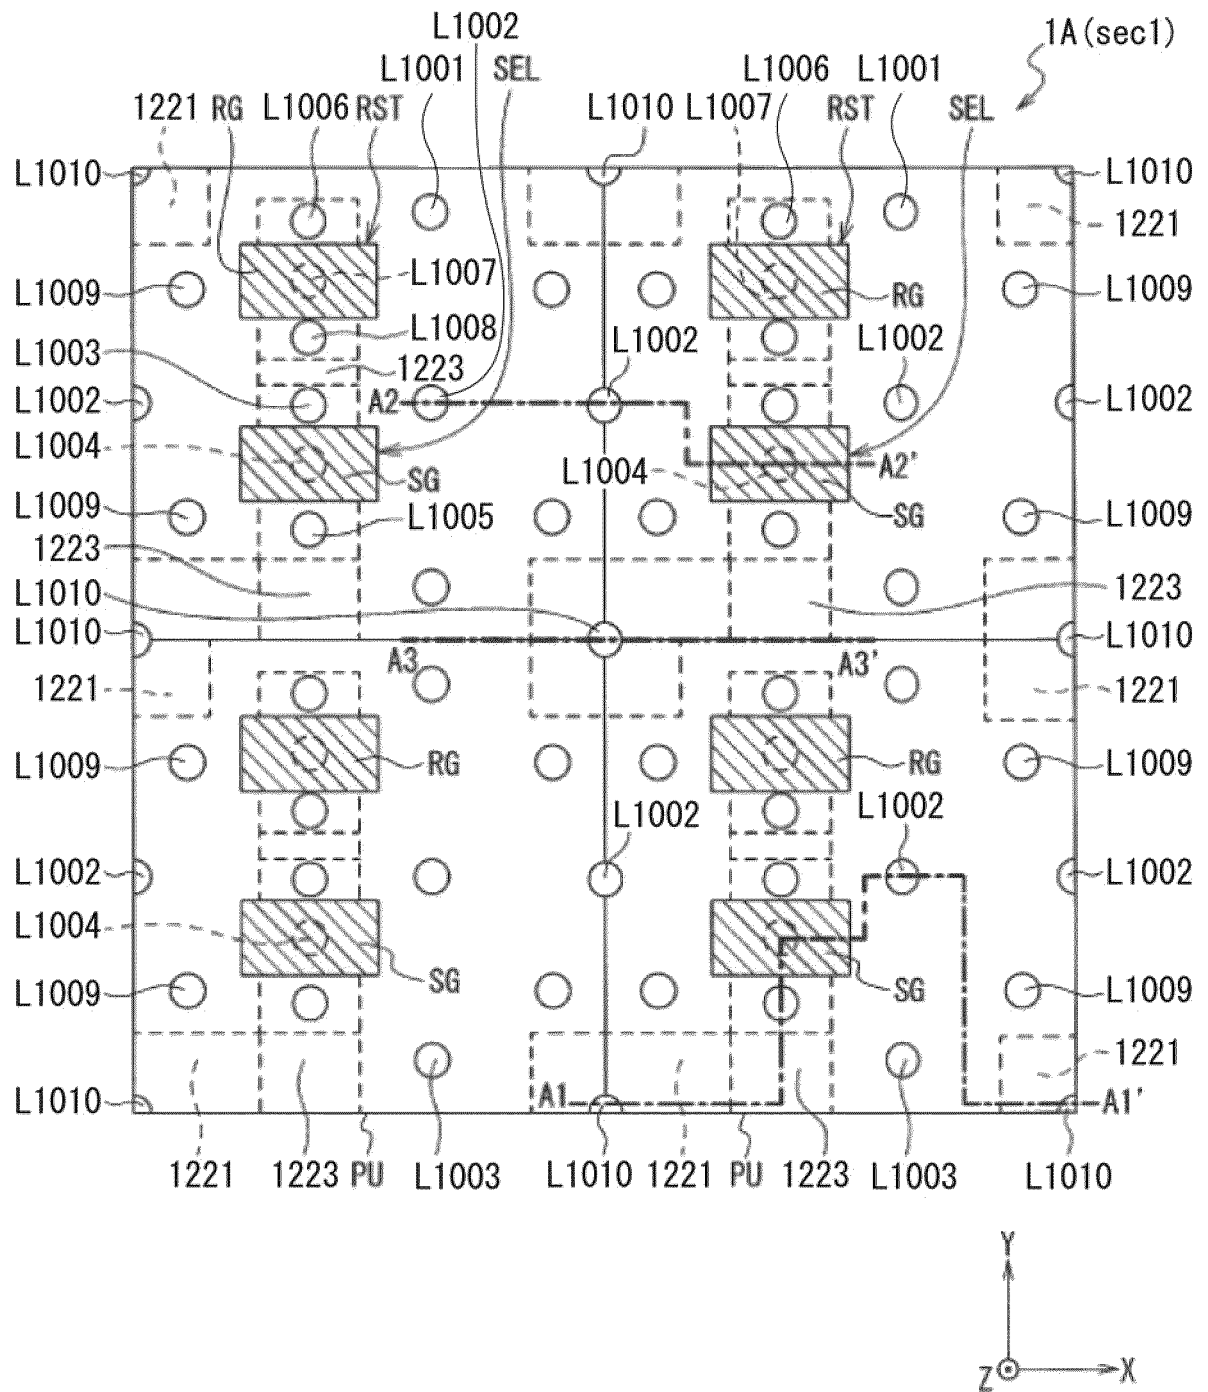 L1002
1A(sec1)
L1001 SEL L1006 L1001
1221 RG L1006 RST L1010 L1007 RST SEL
L1010 L1010
1221
L1007
L1009 RG L1009
L1008 L1002 L1002
L1003
1223
L1002 A2 L1002
L1004 L1004 A2'
SG
L1009 L1005 SG L1009
1223
L1010 1223
L1010 L1010
A3 A3'
1221 1221
L1009 RG RG L1009
L1002 L1002
L1002 L1002
L1004
SG SG
L1009 L1009
1221
L1010 A1 A1'
1221 1223 PU L1003 L1010 1221 PU 1223 L1003 L1010
Y
Z X